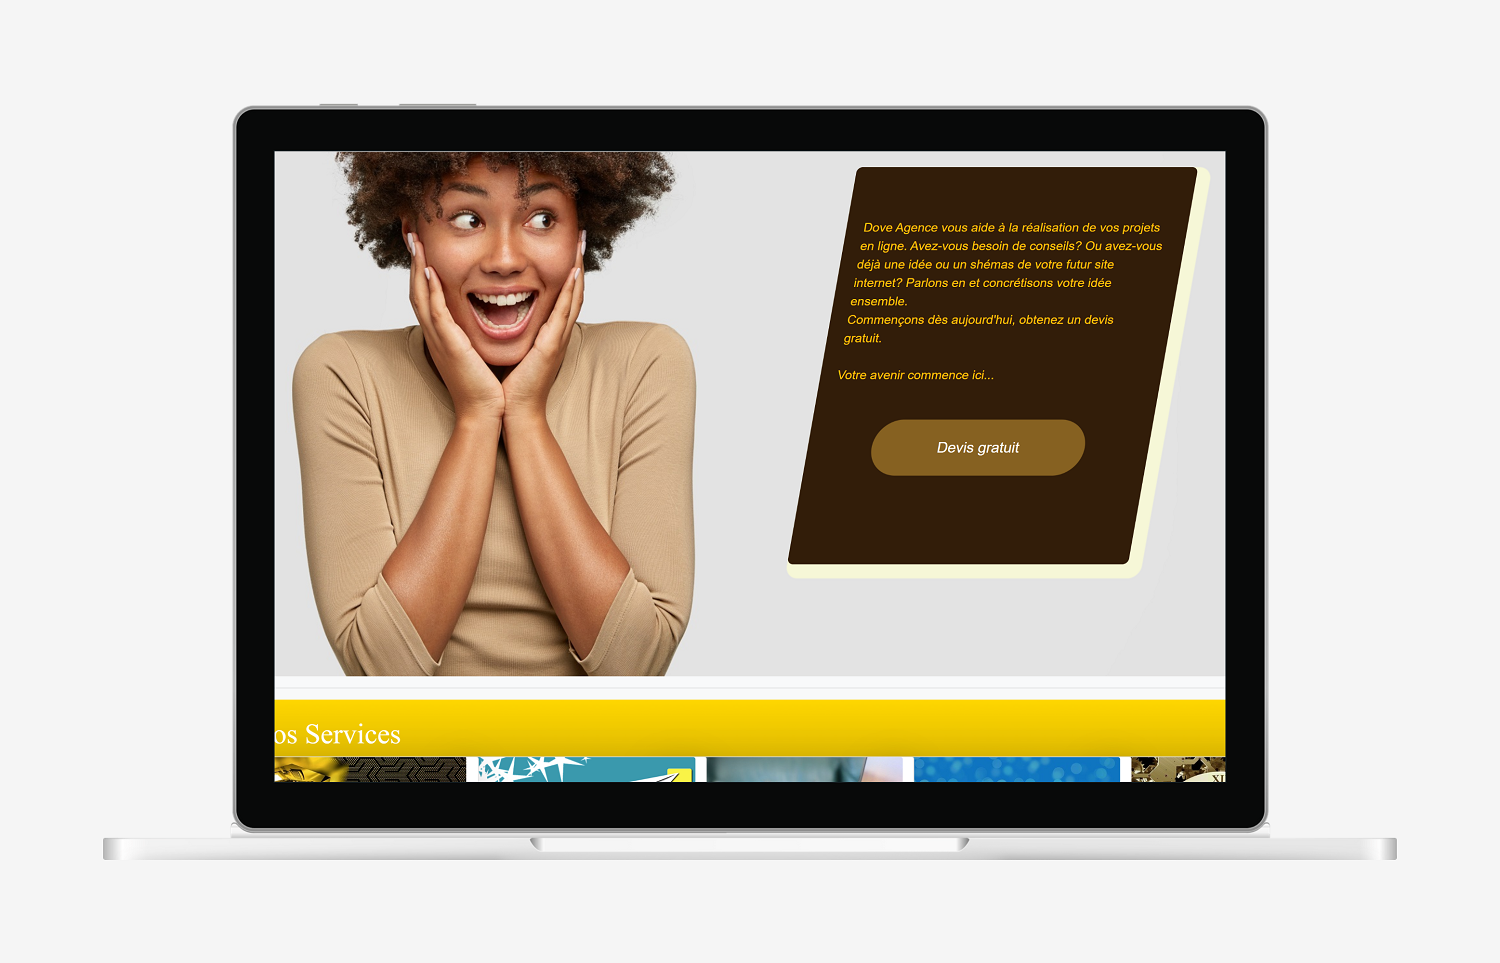 Dove Agence vous aide à la réalisation de vos projets
en ligne. Avez-vous besoin de conseils? Ou avez-vous
déjà une idée ou un shémas de votre futur site
internet? Parlons en et concrétisons votre idée
ensemble.
Commençons dès aujourd'hui, obtenez un devis
gratuit.
Votre avenir commence ici...
Devis gratuit
os Services